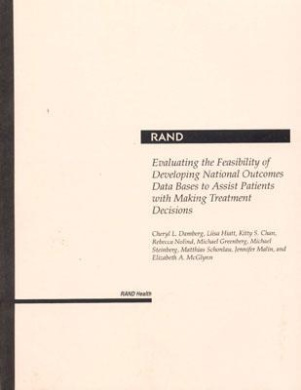 RAND
Evaluating the Feasibility of
Developing National Outcomes
Data Bases to Assist Patients
with Making Treatment
Decisions
Cheryl L. Damberg, Liisa Hiatt, Kitty S. Chan,
Rebecca Nolind, Michael Greenberg, Michael
Steinberg, Matthias Schonlau, Jennifer Malin, and
Elizabeth A. McGlynn
RAND Health